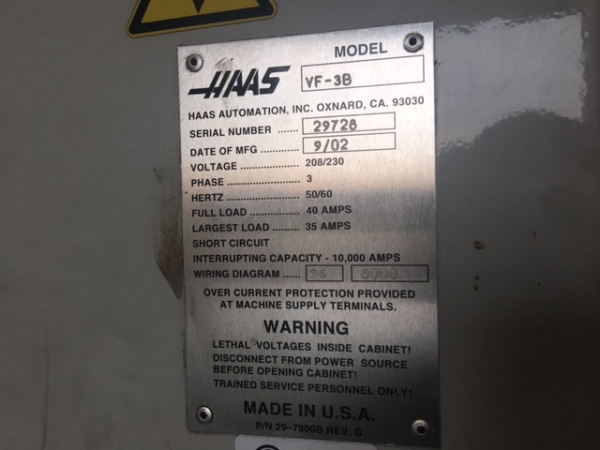 MODEL
HAAS VF-3B
HAAS AUTOMATION, INC. OXNARD, CA. 93030
SERIAL NUMBER ...... 29728
DATE OF MFG ........... 9/02
VOLTAGE .................... 208/230
PHASE ......................... 3
HERTZ ......................... 50/60
FULL LOAD ................. 40 AMPS
LARGEST LOAD ........ 35 AMPS
SHORT CIRCUIT
INTERRUPTING CAPACITY - 10,000 AMPS
WIRING DIAGRAM ...... 96
OVER CURRENT PROTECTION PROVIDED
AT MACHINE SUPPLY TERMINALS.
WARNING
LETHAL VOLTAGES INSIDE CABINET!
DISCONNECT FROM POWER SOURCE
BEFORE OPENING CABINET!
TRAINED SERVICE PERSONNEL ONLY!
MADE IN U.S.A.
P/N 29-7900B REV. G